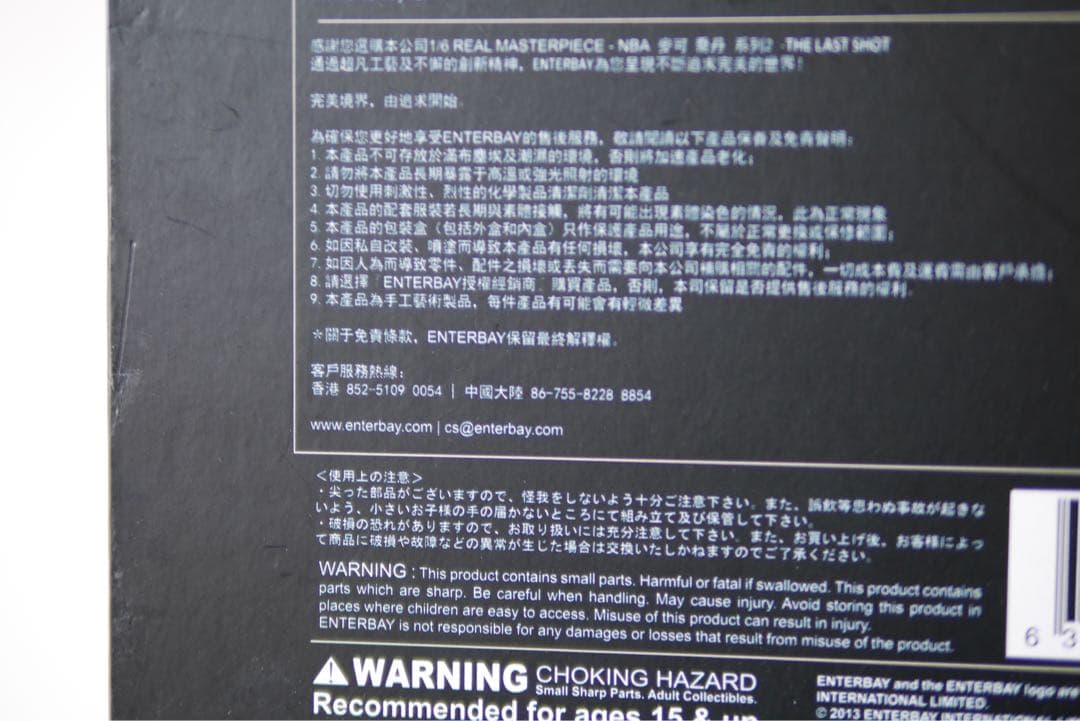 感謝您選購本公司1/6 REAL MASTERPIECE - NBA 麥可 喬丹 系列2 -THE LAST SHOT
通過超凡工藝及不懈的創新精神，ENTERBAY為您呈現不斷追求完美的世界!
完美境界，由追求開始。
為確保您更好地享受ENTERBAY的售後服務，敬請閱讀以下產品保養及免責聲明:
1. 本產品不可存放於滿布塵埃及潮濕的環境，否則將加速產品老化;
2. 請勿將本產品長期暴露于高溫或強光照射的環境
3. 切勿使用刺激性、烈性的化學製品清潔劑清潔本產品
4. 本產品的配套服裝若長期與素體接觸，將有可能出現素體染色的情況，此為正常現象
5. 本產品的包裝盒（包括外盒和內盒）只作保護產品用途，不屬於正常更換或保修範圍;
6. 如因私自改裝、噴塗而導致本產品有任何損壞，本公司享有完全免責的權利;
7. 如因人為而導致零件、配件之損壞或丟失而需要向本公司補購相關的配件，一切成本費及運費需由客戶承擔;
8. 請選擇「ENTERBAY授權經銷商」購買產品，否則，本司保留是否提供售後服務的權利.
9. 本產品為手工藝術製品，每件產品有可能會有輕微差異
＊關于免責條款，ENTERBAY保留最終解釋權。
客戶服務熱線:
香港 852-5109 0054 | 中國大陸 86-755-8228 8854
www.enterbay.com | cs@enterbay.com
＜使用上の注意＞
・尖った部品がございますので、怪我をしないよう十分ご注意下さい。また、誤飲等思わぬ事故が起きな
いよう、小さいお子様の手の届かないところにて組み立て及び保管して下さい。
・破損の恐れがありますので、お取り扱いには充分注意して下さい。また、お買い上げ後、お客様によっ
て商品に破損や故障などの異常が生じた場合は交換いたしかねますのでご了承ください。
WARNING : This product contains small parts. Harmful or fatal if swallowed. This product contains
parts which are sharp. Be careful when handling. May cause injury. Avoid storing this product in
places where children are easy to access. Misuse of this product can result in injury.
ENTERBAY is not responsible for any damages or losses that result from misuse of the product.
WARNING CHOKING HAZARD
Small Sharp Parts. Adult Collectibles.
Recommended for ages 15 & up
ENTERBAY and the ENTERBAY logo are
INTERNATIONAL LIMITED.
© 2013 ENTERBAY
6 3